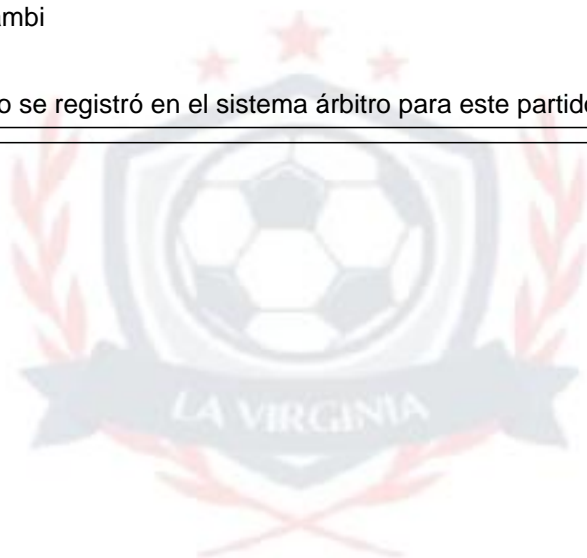 ambi
o se registró en el sistema árbitro para este partid
LA VIRGINIA